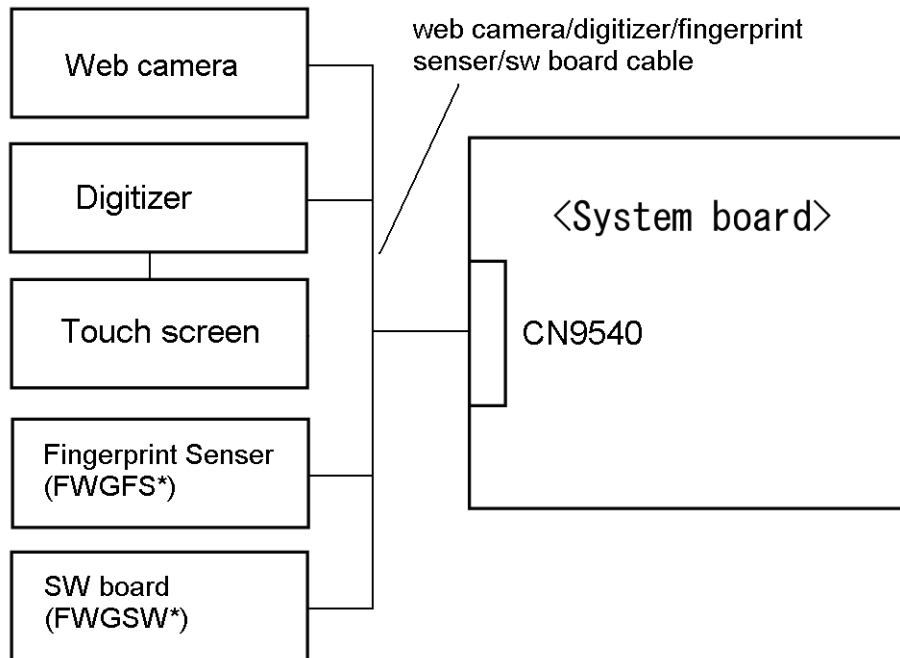 Web camera
web camera/digitizer/fingerprint
senser/sw board cable
Digitizer
<System board>
Touch screen
CN9540
Fingerprint Senser
(FWGFS*)
SW board
(FWGSW*)